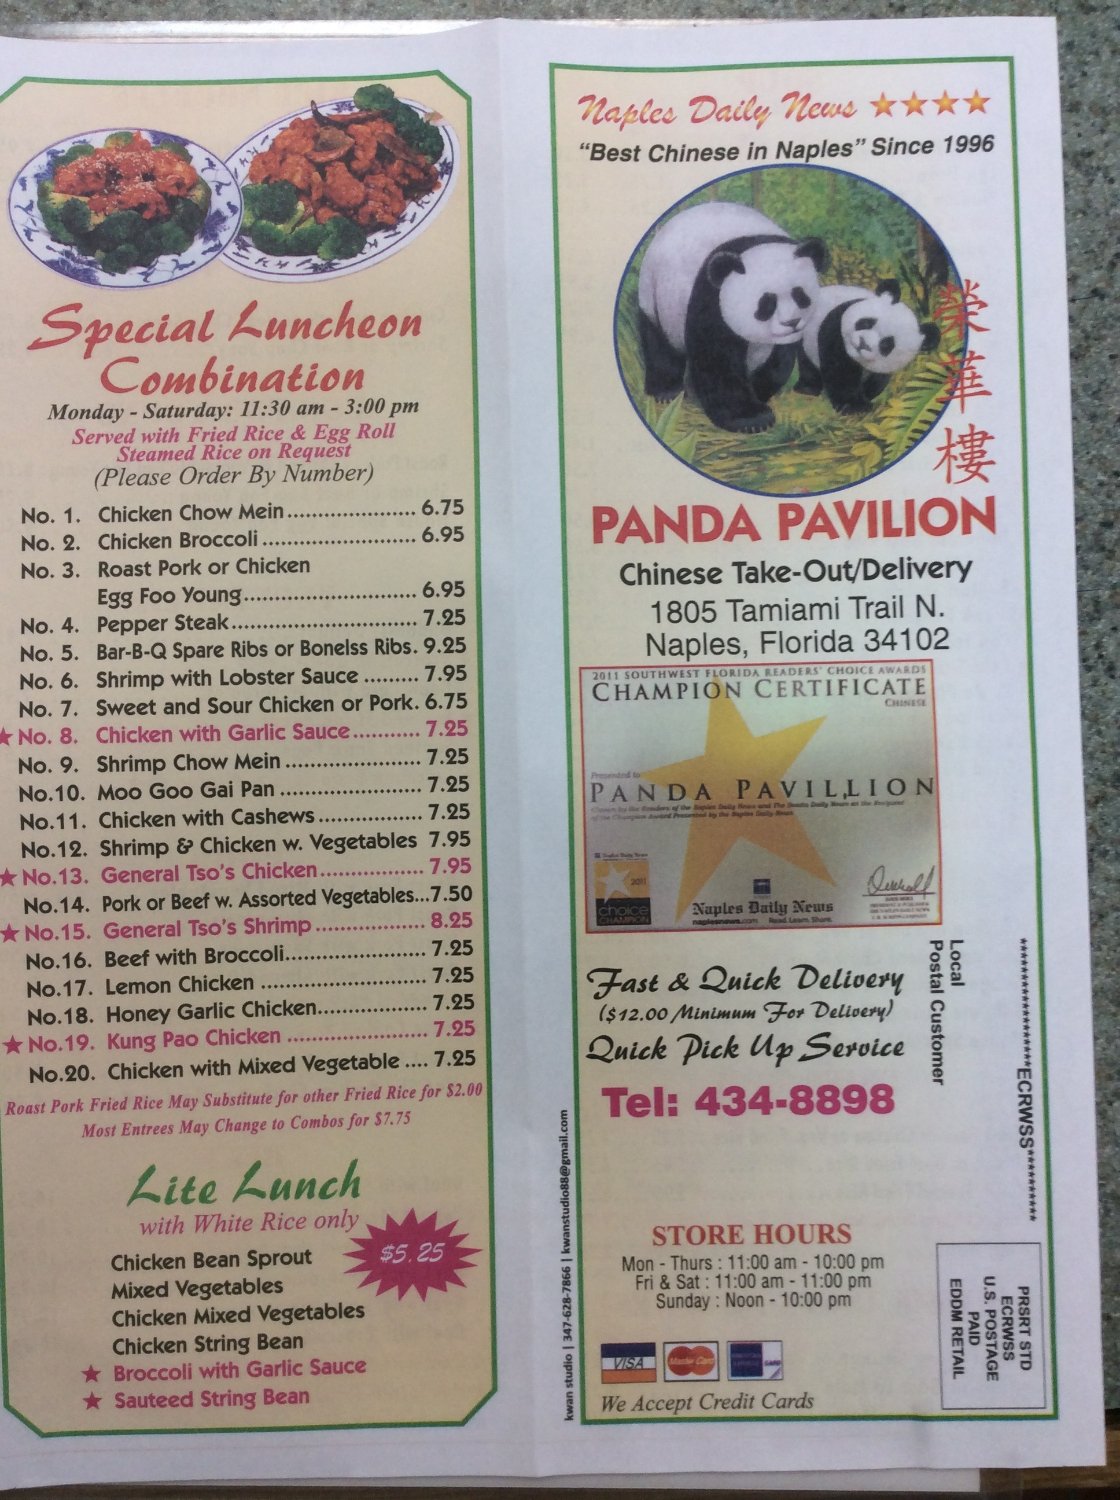 Special Luncheon
Combination
Monday - Saturday: 11:30 am - 3:00 pm
Served with Fried Rice & Egg Roll
Steamed Rice on Request
(Please Order By Number)
No. 1. Chicken Chow Mein..................... 6.75
No. 2. Chicken Broccoli ......................... 6.95
No. 3. Roast Pork or Chicken
Egg Foo Young............................ 6.95
No. 4. Pepper Steak.............................. 7.25
No. 5. Bar-B-Q Spare Ribs or Bonelss Ribs. 9.25
No. 6. Shrimp with Lobster Sauce ......... 7.95
No. 7. Sweet and Sour Chicken or Pork. 6.75
★ No. 8. Chicken with Garlic Sauce........... 7.25
No. 9. Shrimp Chow Mein ...................... 7.25
No.10. Moo Goo Gai Pan ....................... 7.25
No.11. Chicken with Cashews................. 7.25
No.12. Shrimp & Chicken w. Vegetables 7.95
★ No.13. General Tso's Chicken................. 7.95
No.14. Pork or Beef w. Assorted Vegetables...7.50
★ No.15. General Tso's Shrimp .................. 8.25
No.16. Beef with Broccoli....................... 7.25
No.17. Lemon Chicken ........................... 7.25
No.18. Honey Garlic Chicken.................. 7.25
★ No.19. Kung Pao Chicken ....................... 7.25
No.20. Chicken with Mixed Vegetable .... 7.25
Roast Pork Fried Rice May Substitute for other Fried Rice for $2.00
Most Entrees May Change to Combos for $7.75
Lite Lunch
with White Rice only
$5.25
Chicken Bean Sprout
Mixed Vegetables
Chicken Mixed Vegetables
Chicken String Bean
★ Broccoli with Garlic Sauce
★ Sauteed String Bean
Naples Daily News ★★★★
“Best Chinese in Naples” Since 1996
榮華樓
PANDA PAVILION
Chinese Take-Out/Delivery
1805 Tamiami Trail N.
Naples, Florida 34102
2011 SOUTHWEST FLORIDA READERS' CHOICE AWARDS
CHAMPION CERTIFICATE
CHINESE
Presented to
PANDA PAVILLION
2011
choice
CHAMPION
Naples Daily News
naplesnews.com Read. Learn. Share.
Fast & Quick Delivery
($12.00 Minimum For Delivery)
Quick Pick Up Service
Tel: 434-8898
Local
Postal Customer
*******************ECRWSS**********
STORE HOURS
Mon - Thurs : 11:00 am - 10:00 pm
Fri & Sat : 11:00 am - 11:00 pm
Sunday : Noon - 10:00 pm
VISA
Master Card
We Accept Credit Cards
kwan studio | 347-628-7866 | kwanstudio88@gmail.com
PRSRT STD
ECRWSS
U.S. POSTAGE
PAID
EDDM RETAIL